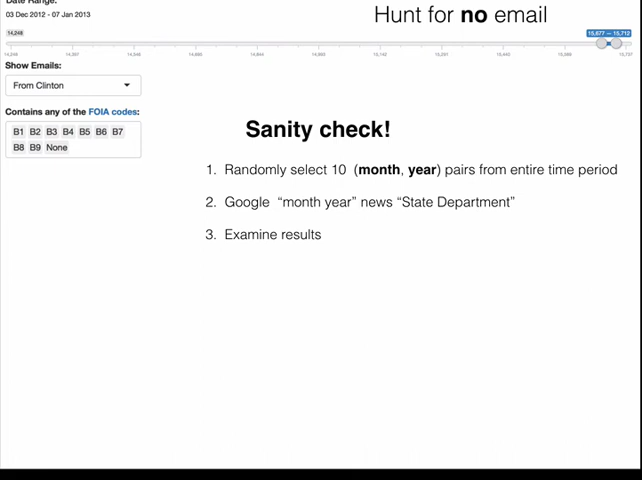 Date Range:
Hunt for no email
03 Dec 2012 - 07 Jan 2013
14,248
15,677 — 15,712
Show Emails:
From Clinton
Contains any of the FOIA codes:
B1 B2 B3 B4 B5 B6 B7
B8 B9 None
Sanity check!
1. Randomly select 10 (month, year) pairs from entire time period
2. Google "month year" news "State Department"
3. Examine results